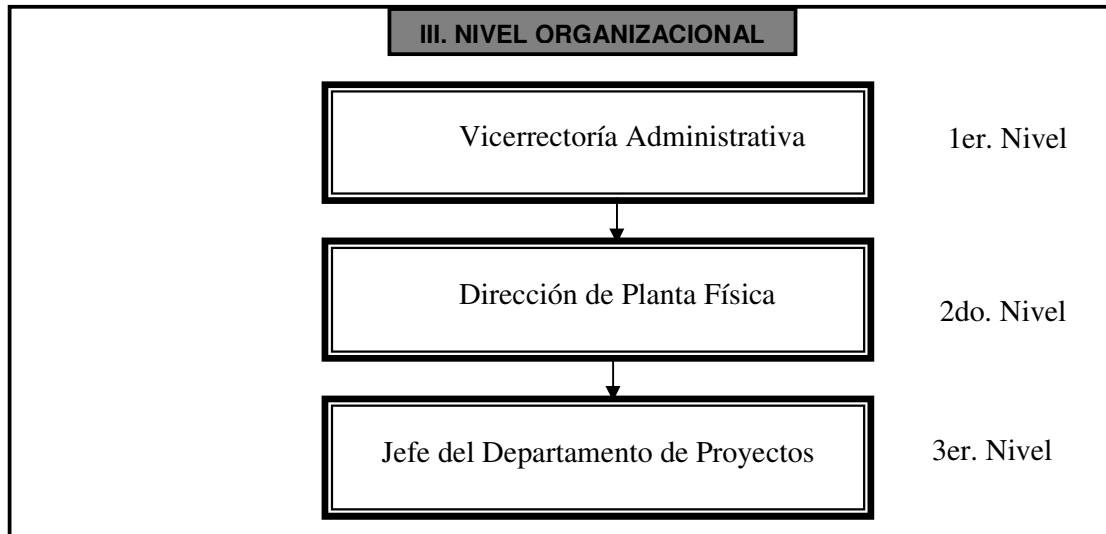 III. NIVEL ORGANIZACIONAL
Vicerrectoría Administrativa
1er. Nivel
Dirección de Planta Física
2do. Nivel
Jefe del Departamento de Proyectos
3er. Nivel